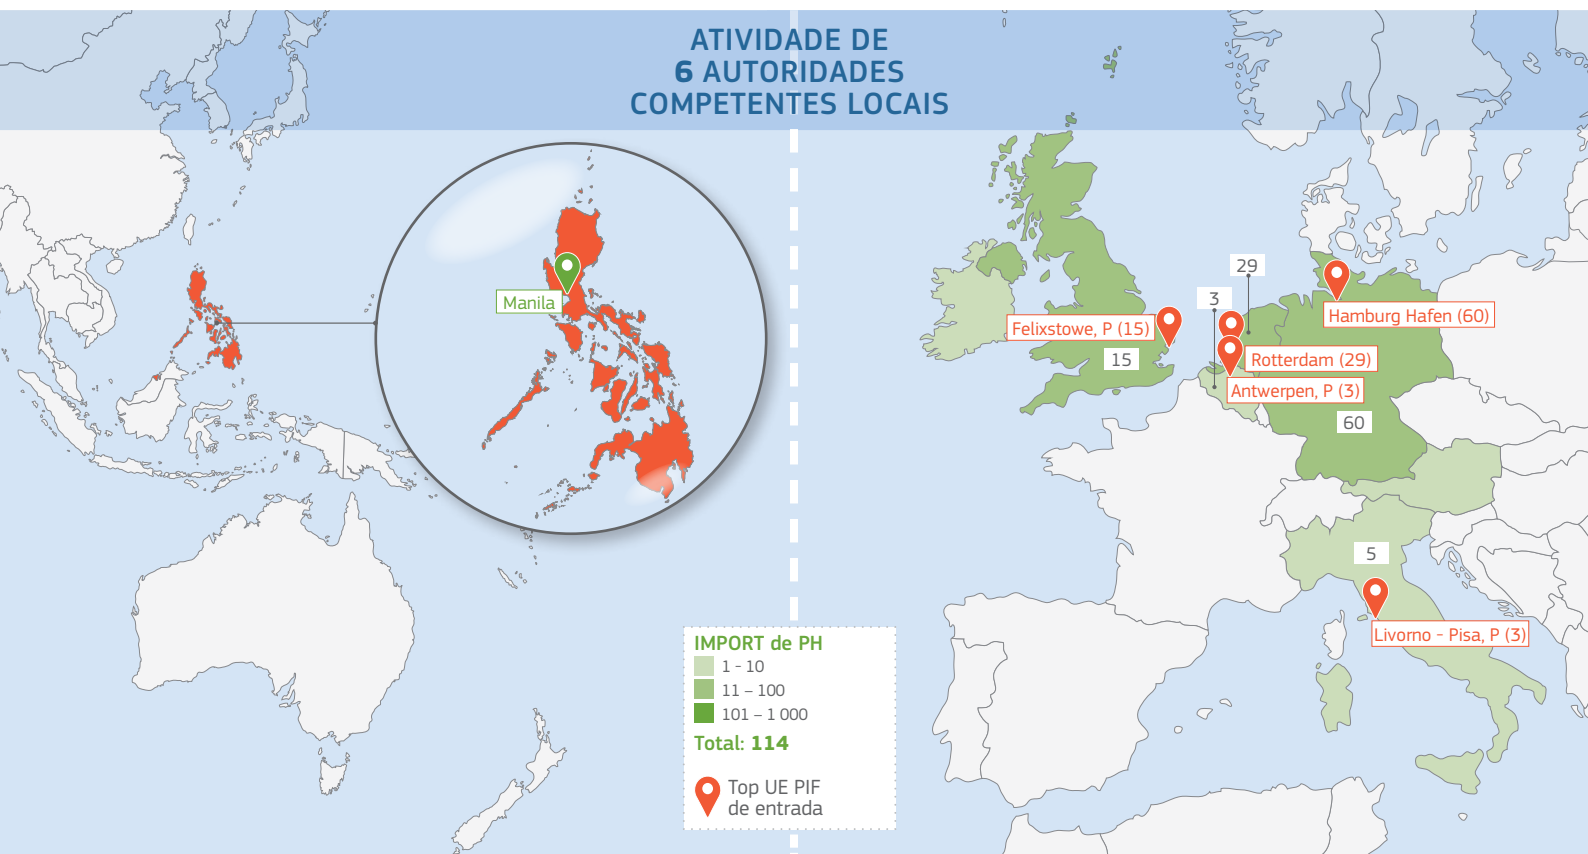 ATIVIDADE DE
6 AUTORIDADES
COMPETENTES LOCAIS
Manila
29
3
Hamburg Hafen (60)
Felixstowe, P (15)
15
Rotterdam (29)
Antwerpen, P (3)
60
5
Livorno - Pisa, P (3)
IMPORT de PH
1 - 10
11 – 100
101 – 1 000
Total: 114
Top UE PIF
de entrada